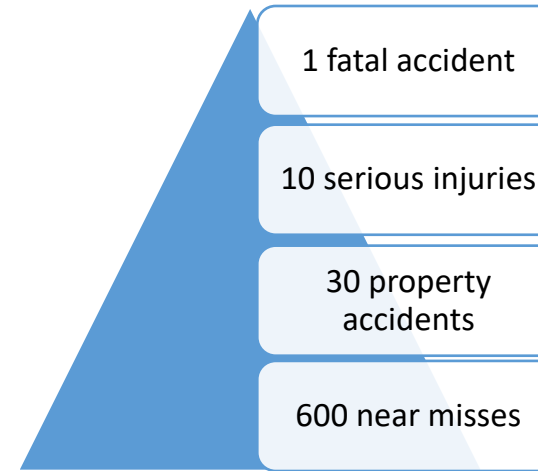 1 fatal accident
10 serious injuries
30 property
accidents
600 near misses